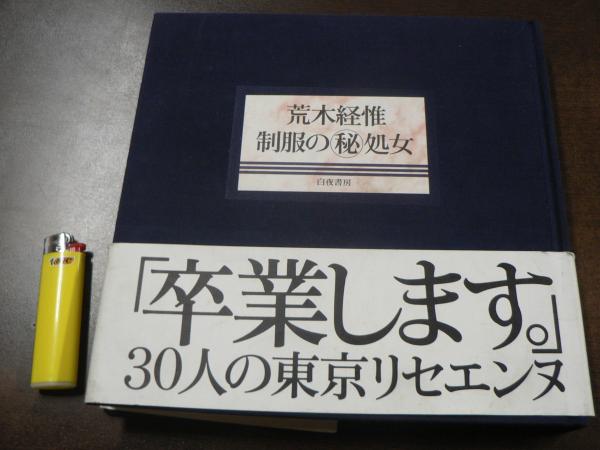 荒木経惟
制服の㊙処女
白夜書房
「卒業します。」
30人の東京リセエンヌ